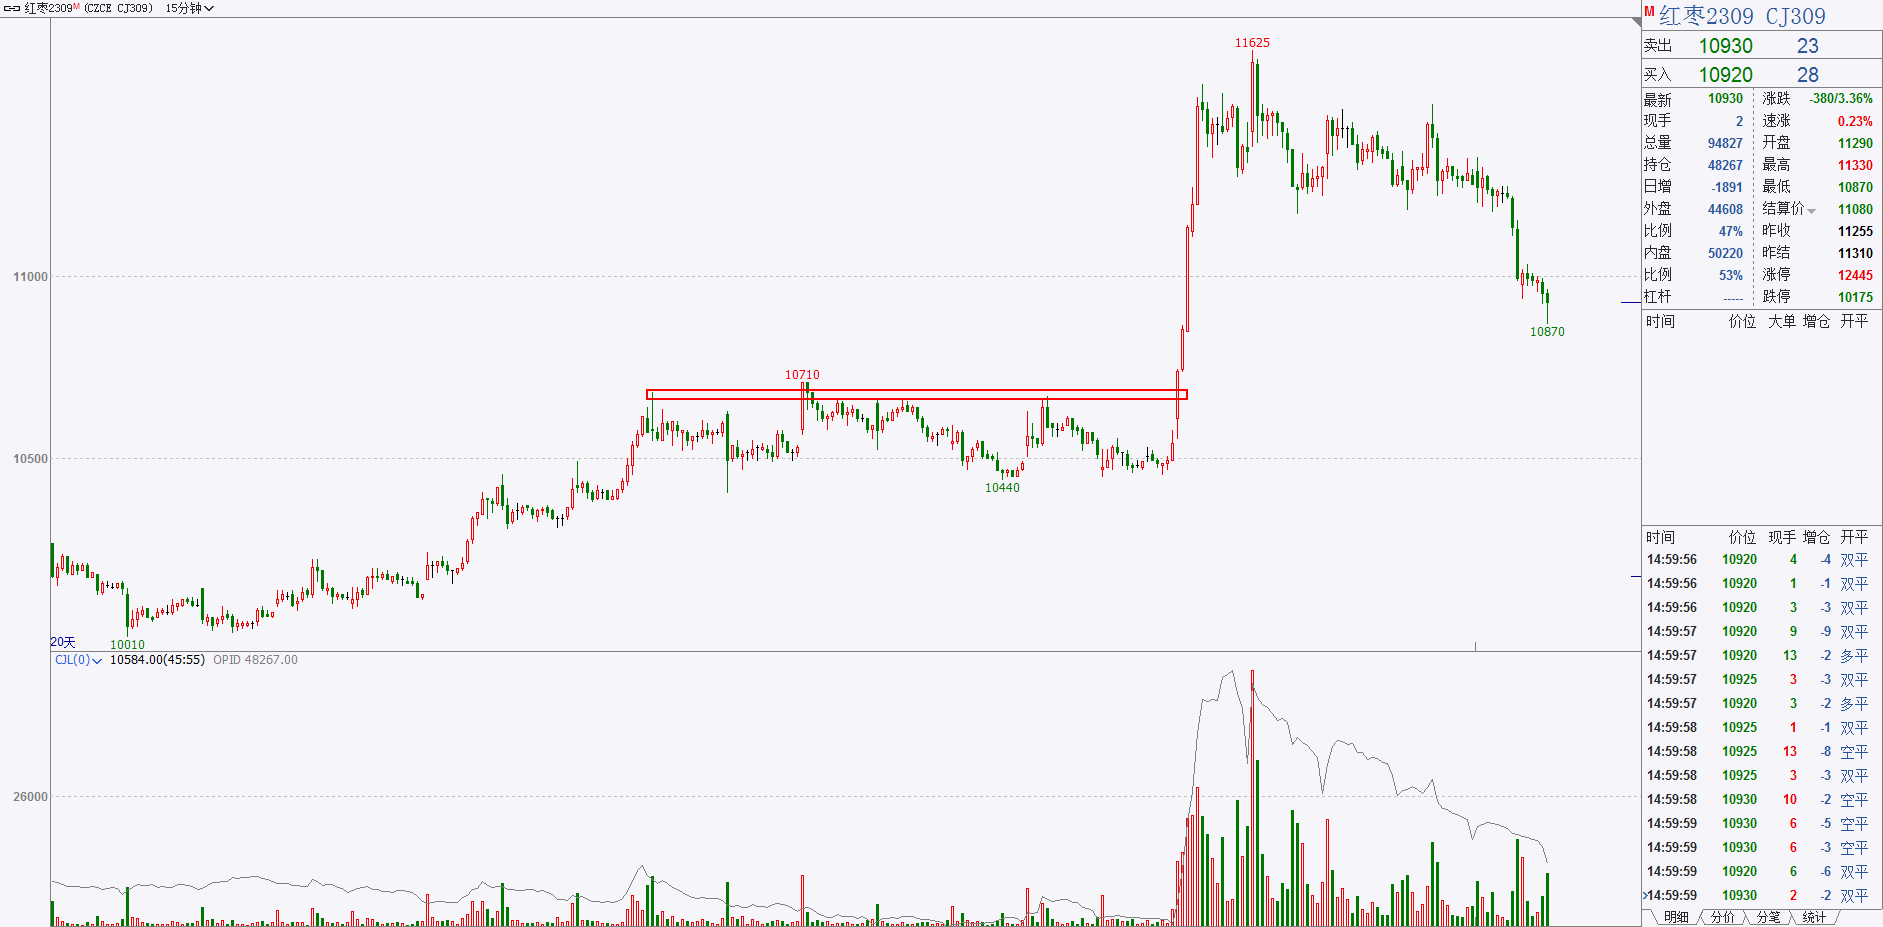 红枣2309M (CZCE CJ309) 15分钟
11625
11000
10870
10710
10500
10440
20天
10010
CJL(0) 10584.00(45:55) OPID 48267.00
26000
M 红枣2309 CJ309
卖出 10930 23
买入 10920 28
最新 10930 涨跌 -380/3.36%
现手 2 速涨 0.23%
总量 94827 开盘 11290
持仓 48267 最高 11330
日增 -1891 最低 10870
外盘 44608 结算价 11080
比例 47% 昨收 11255
内盘 50220 昨结 11310
比例 53% 涨停 12445
杠杆 ----- 跌停 10175
时间 价位 大单 增仓 开平
时间 价位 现手 增仓 开平
14:59:56 10920 4 -4 双平
14:59:56 10920 1 -1 双平
14:59:56 10920 3 -3 双平
14:59:57 10920 9 -9 双平
14:59:57 10920 13 -2 多平
14:59:57 10925 3 -3 双平
14:59:57 10920 3 -2 多平
14:59:58 10925 1 -1 双平
14:59:58 10925 13 -8 空平
14:59:58 10925 3 -3 双平
14:59:58 10930 10 -2 空平
14:59:59 10930 6 -5 空平
14:59:59 10930 6 -3 空平
14:59:59 10920 6 -6 双平
14:59:59 10930 2 -2 双平
明细 分价 分笔 统计